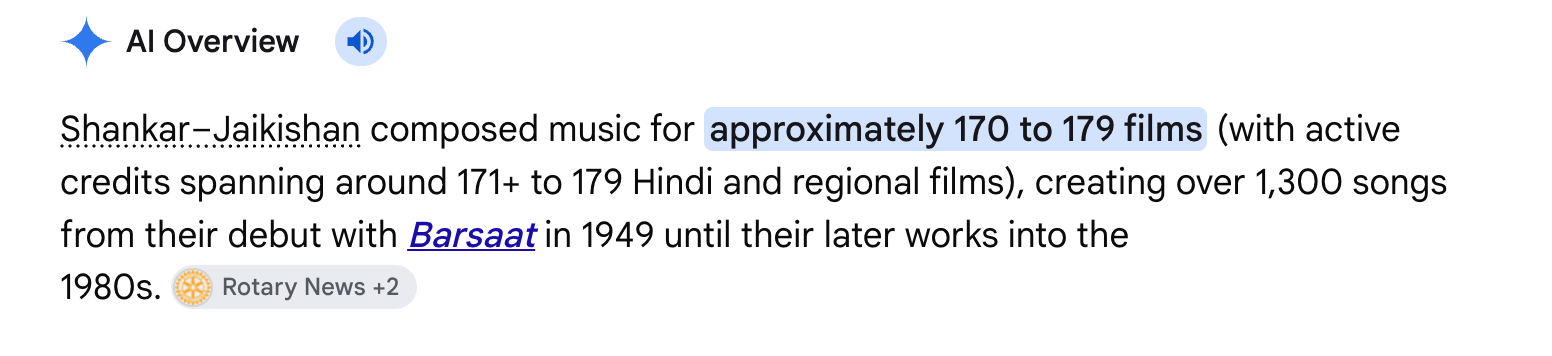 AI Overview
Shankar–Jaikishan composed music for approximately 170 to 179 films (with active
credits spanning around 171+ to 179 Hindi and regional films), creating over 1,300 songs
from their debut with Barsaat in 1949 until their later works into the
1980s. Rotary News +2